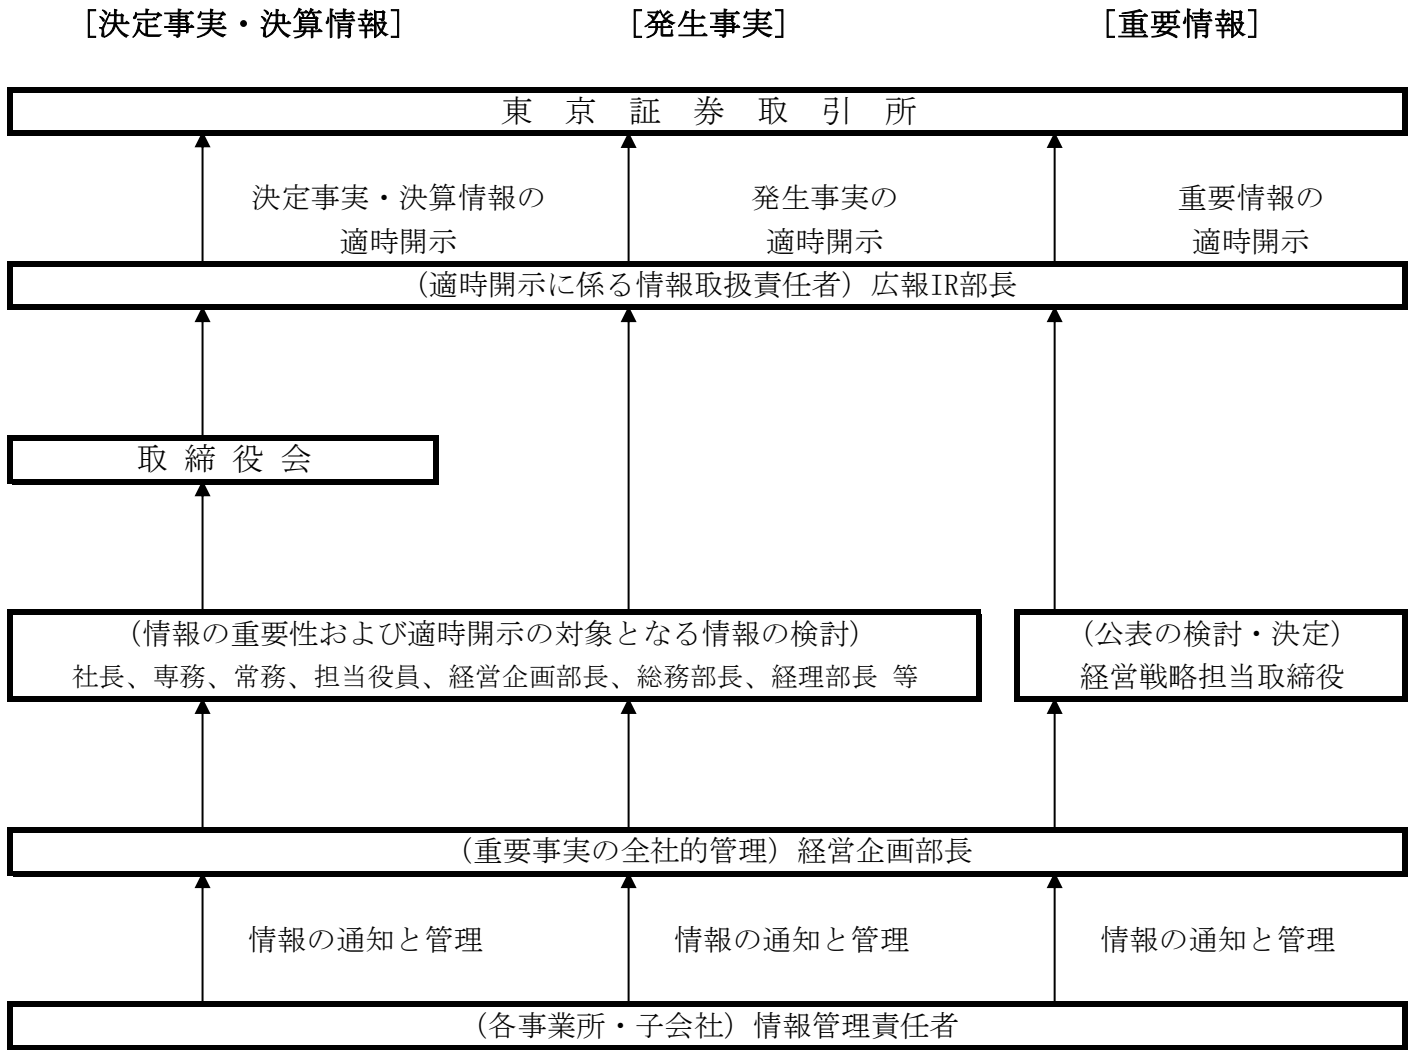 [決定事実・決算情報] [発生事実] [重要情報]
東京証券取引所
決定事実・決算情報の 発生事実の 重要情報の
適時開示 適時開示 適時開示
(適時開示に係る情報取扱責任者)広報IR部長
取締役会
(情報の重要性および適時開示の対象となる情報の検討) (公表の検討・決定)
社長、専務、常務、担当役員、経営企画部長、総務部長、経理部長 等 経営戦略担当取締役
(重要事実の全社的管理)経営企画部長
情報の通知と管理 情報の通知と管理 情報の通知と管理
(各事業所・子会社)情報管理責任者